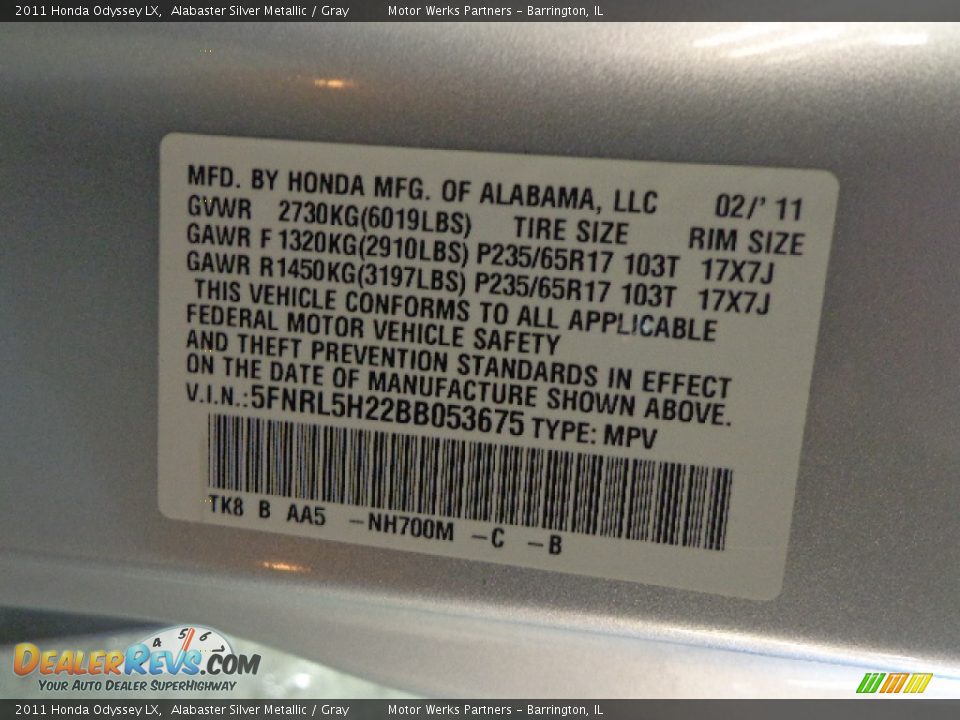 2011 Honda Odyssey LX, Alabaster Silver Metallic / Gray Motor Werks Partners - Barrington, IL
MFD. BY HONDA MFG. OF ALABAMA, LLC 02/' 11
GVWR 2730KG(6019LBS) TIRE SIZE RIM SIZE
GAWR F 1320KG(2910LBS) P235/65R17 103T 17X7J
GAWR R1450KG(3197LBS) P235/65R17 103T 17X7J
THIS VEHICLE CONFORMS TO ALL APPLICABLE
FEDERAL MOTOR VEHICLE SAFETY
AND THEFT PREVENTION STANDARDS IN EFFECT
ON THE DATE OF MANUFACTURE SHOWN ABOVE.
V.I.N.:5FNRL5H22BB053675 TYPE: MPV
TK8 B AA5 -NH700M -C -B
4 5 6
DEALERREVS.COM
YOUR AUTO DEALER SUPERHIGHWAY
2011 Honda Odyssey LX, Alabaster Silver Metallic / Gray Motor Werks Partners - Barrington, IL